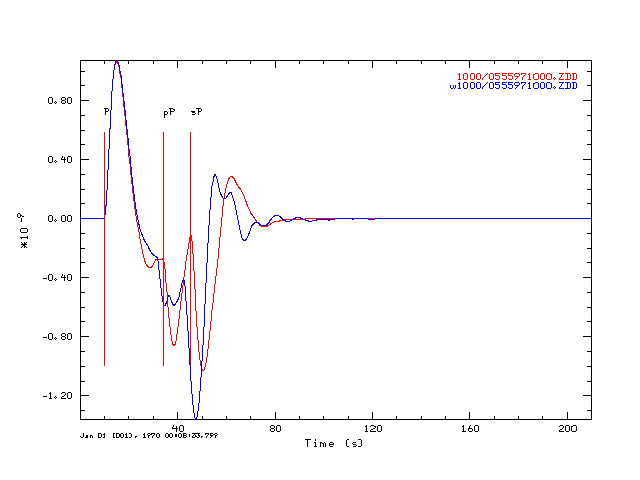 1000/0555971000.ZDD
w1000/0555971000.ZDD
P pP sP
0.80
0.40
0.00
-0.40
-0.80
-1.20
*10 -9
40 80 120 160 200
Jan 01 (001), 1970 00:08:33.799
Time (s)